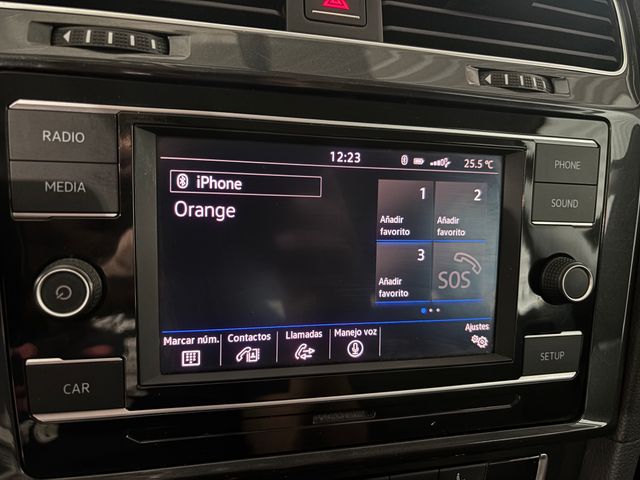 RADIO
MEDIA
CAR
PHONE
SOUND
SETUP
12:23
25.5 °C
iPhone
Orange
1
Añadir
favorito
2
Añadir
favorito
3
Añadir
favorito
SOS
Marcar núm.
Contactos
Llamadas
Manejo voz
Ajustes